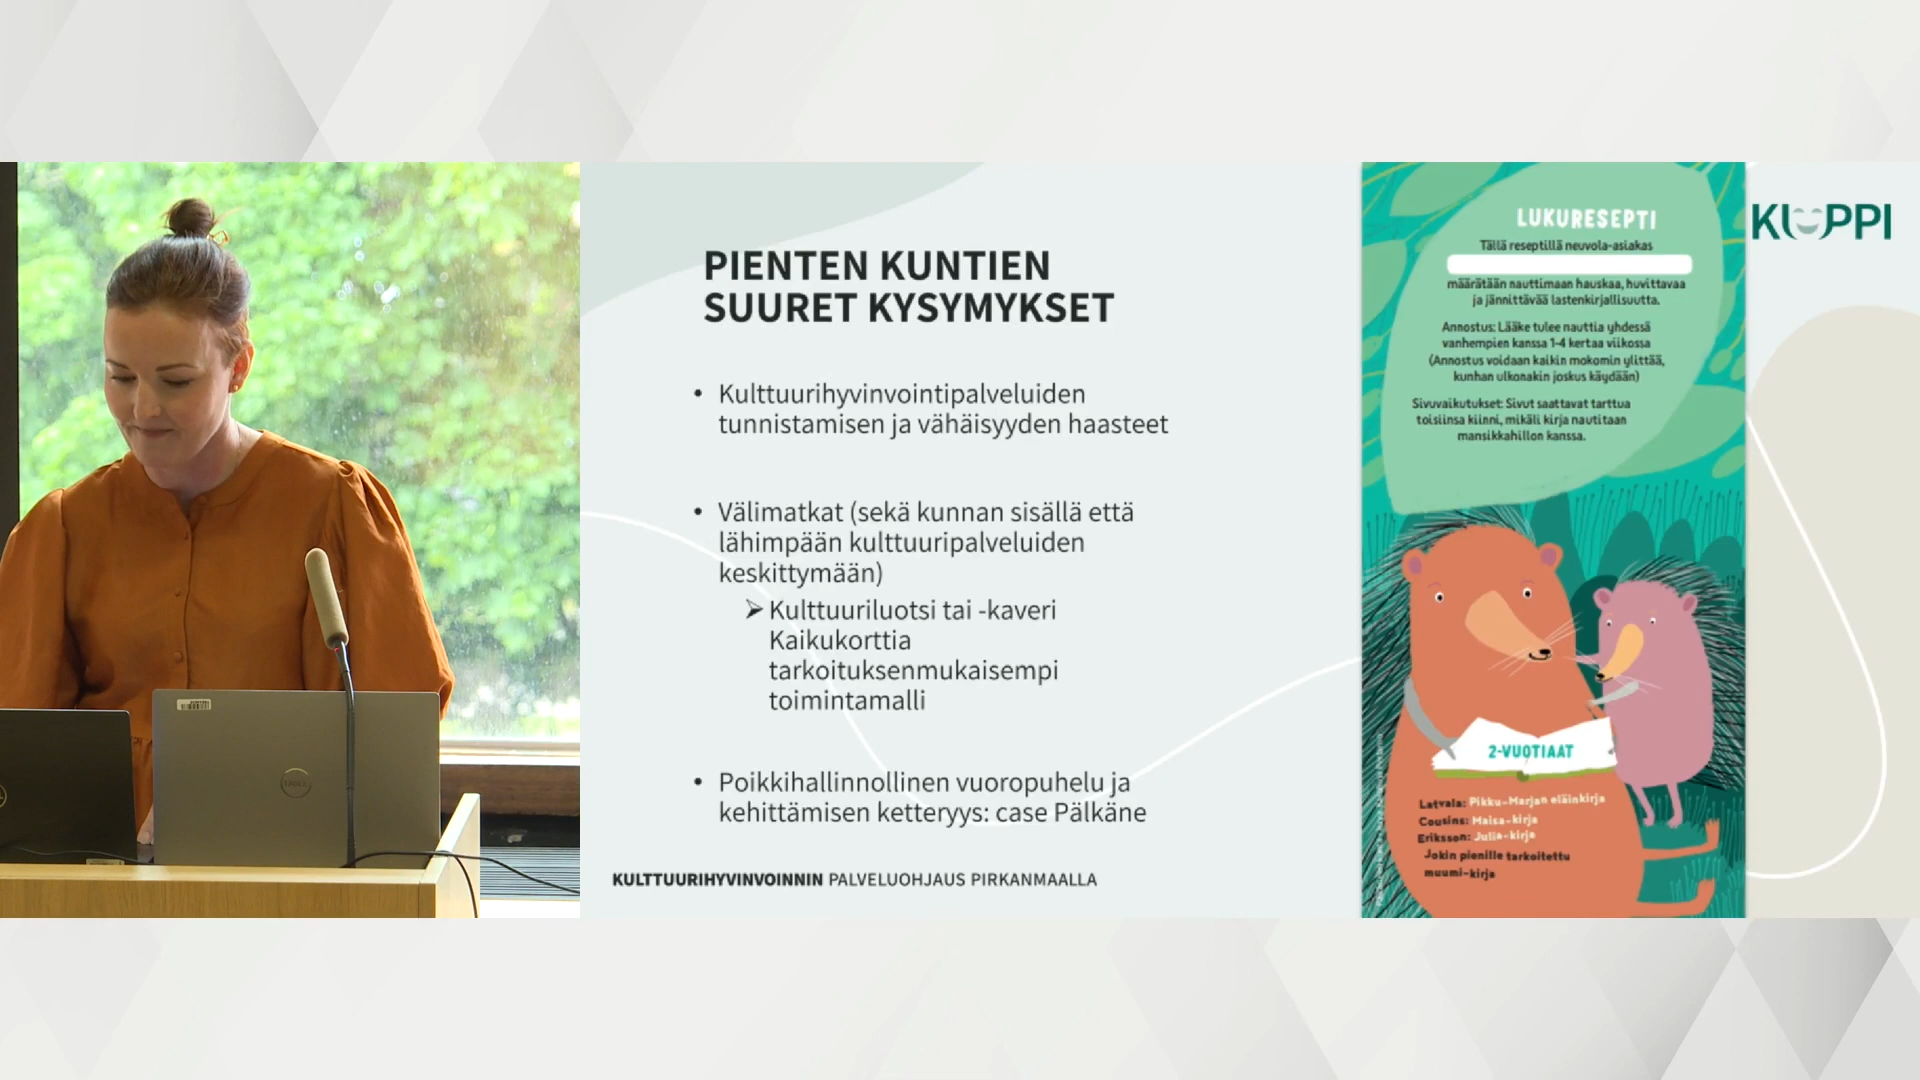 PIENTEN KUNTIEN
SUURET KYSYMYKSET
• Kulttuurihyvinvointipalveluiden
tunnistamisen ja vähäisyyden haasteet
• Välimatkat (sekä kunnan sisällä että
lähimpään kulttuuripalveluiden
keskittymään)
➢ Kulttuuriluotsi tai -kaveri
Kaikukorttia
tarkoituksenmukaisempi
toimintamalli
• Poikkihallinnollinen vuoropuhelu ja
kehittämisen ketteryys: case Pälkäne
KULTTUURIHYVINVOINNIN PALVELUOHJAUS PIRKANMAALLA
LUKURESEPTI
Tällä reseptillä neuvola-asiakas
määrätään nauttimaan hauskaa, huvittavaa
ja jännittävää lastenkirjallisuutta.
Annostus: Lääke tulee nauttia yhdessä
vanhempien kanssa 1-4 kertaa viikossa
(Annostus voidaan kaikin mokomin ylittää,
kunhan ulkonakin joskus käydään)
Sivuvaikutukset: Sivut saattavat tarttua
toisiinsa kiinni, mikäli kirja nautitaan
mansikkahillon kanssa.
2-VUOTIAAT
Latvala: Pikku-Marjan eläinkirja
Cousins: Maisa-kirja
Eriksson: Julia-kirja
Jokin pienille tarkoitettu
muumi-kirja
KUPPI
DELL